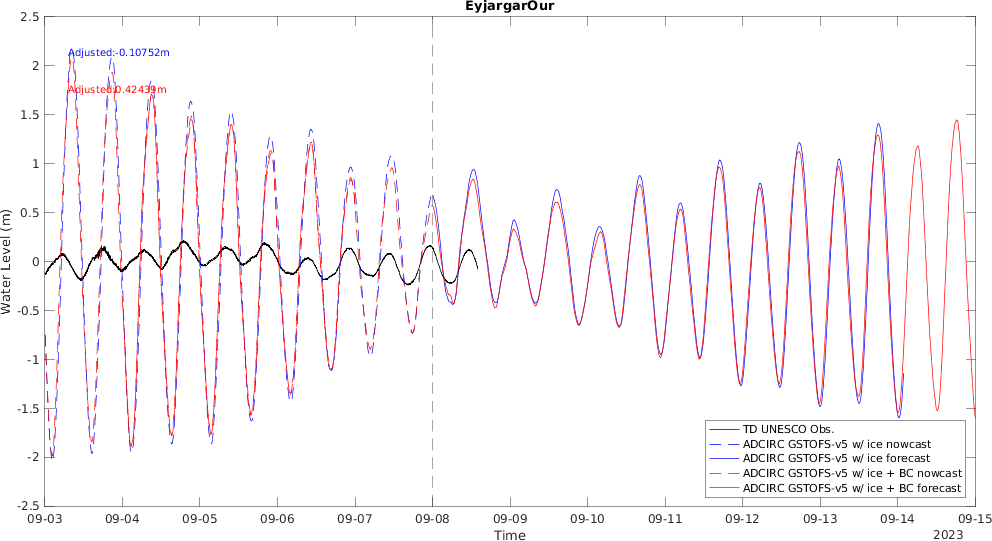 EyjargarOur
Adjusted:-0.10752m
Adjusted:0.42439m
Water Level (m)
2.5
2
1.5
1
0.5
0
-0.5
-1
-1.5
-2
-2.5
TD UNESCO Obs.
ADCIRC GSTOFS-v5 w/ ice nowcast
ADCIRC GSTOFS-v5 w/ ice forecast
ADCIRC GSTOFS-v5 w/ ice + BC nowcast
ADCIRC GSTOFS-v5 w/ ice + BC forecast
09-03 09-04 09-05 09-06 09-07 09-08 09-09 09-10 09-11 09-12 09-13 09-14 09-15
Time
2023